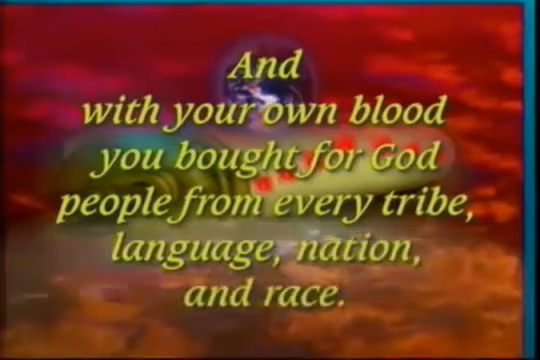 And
with your own blood
you bought for God
people from every tribe,
language, nation,
and race.